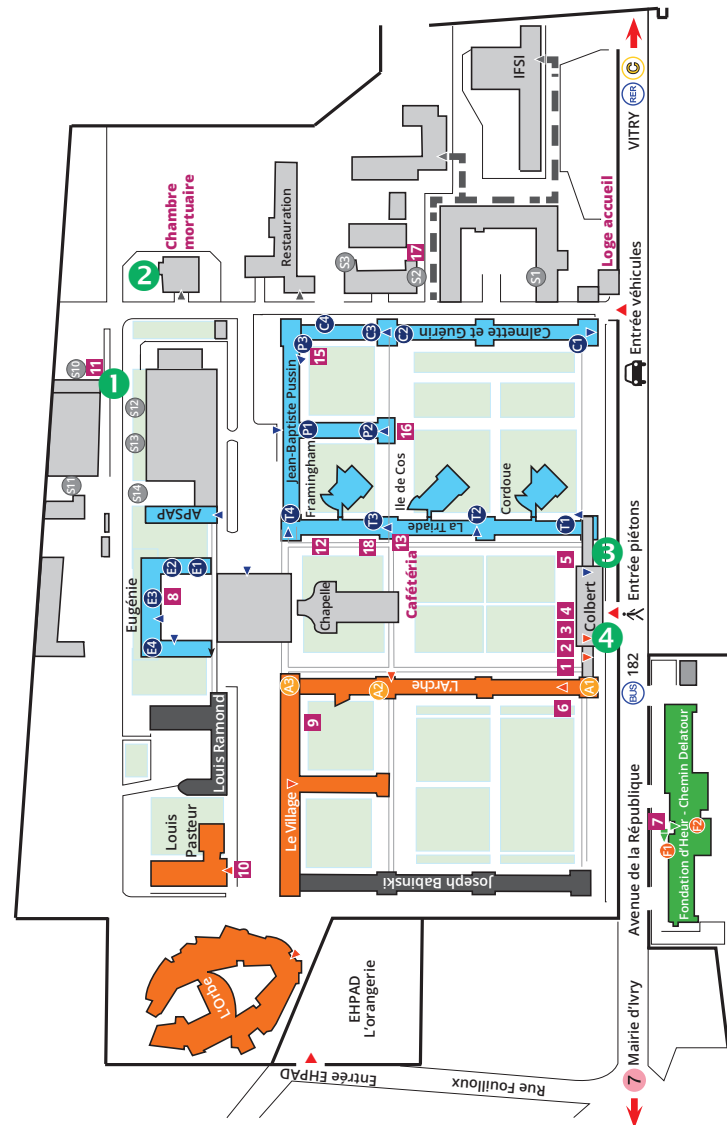 S11
S10
11
1
S14
S13
S12
2
L'Orbe
Louis
Pasteur
10
Louis Ramond
Eugénie
E4
E3
E2
E1
8
APSAP
Chambre
mortuaire
Entrée EHPAD
EHPAD
L'orangerie
Le Village
A3
9
Chapelle
T4
Jean-Baptiste Pussin
P1
P3
C4
15
12
Framingham
Restauration
S3
18
T3
P2
C3
A2
13
Ile de Cos
16
C2
S2
17
Cafétéria
L'Arche
La Triade
T2
Calmette et Guérin
Joseph Babinski
Cordoue
IFSI
Rue Fouilloux
6
1
2
3
4
5
T1
C1
S1
A1
Colbert
4
3
Loge accueil
7
Mairie d'Ivry
Avenue de la République
BUS
182
Entrée piétons
Entrée véhicules
VITRY
RER
C
7
F1
F2
Fondation d'Heur - Chemin Delatour